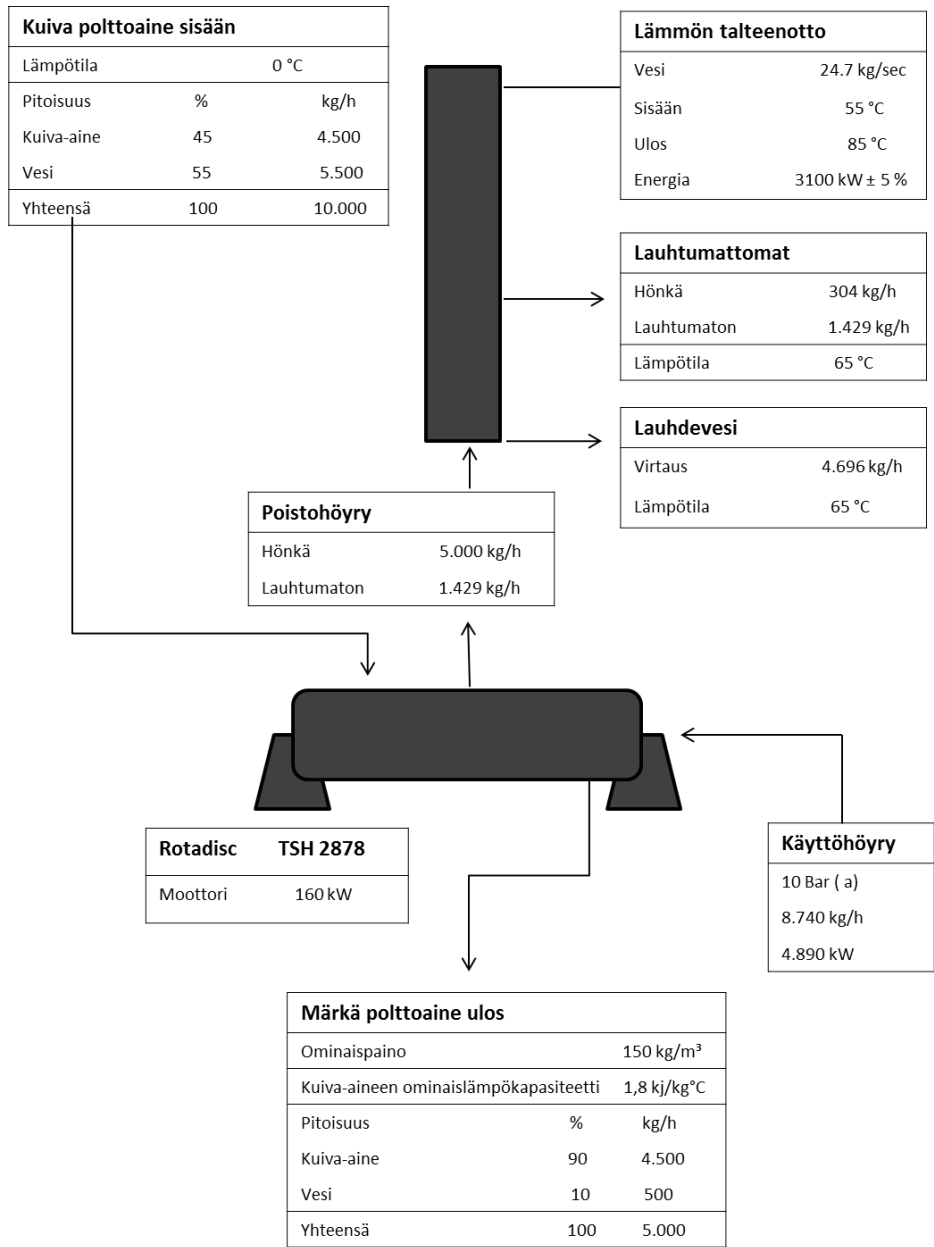 Kuiva polttoaine sisään
Lämpötila 0 °C
Pitoisuus % kg/h
Kuiva-aine 45 4.500
Vesi 55 5.500
Yhteensä 100 10.000
Lämmön talteenotto
Vesi 24.7 kg/sec
Sisään 55 °C
Ulos 85 °C
Energia 3100 kW ± 5 %
Lauhtumattomat
Hönkä 304 kg/h
Lauhtumaton 1.429 kg/h
Lämpötila 65 °C
Lauhdevesi
Virtaus 4.696 kg/h
Lämpötila 65 °C
Poistohöyry
Hönkä 5.000 kg/h
Lauhtumaton 1.429 kg/h
Rotadisc TSH 2878
Moottori 160 kW
Käyttöhöyry
10 Bar ( a)
8.740 kg/h
4.890 kW
Märkä polttoaine ulos
Ominaispaino 150 kg/m³
Kuiva-aineen ominaislämpökapasiteetti 1,8 kj/kg°C
Pitoisuus % kg/h
Kuiva-aine 90 4.500
Vesi 10 500
Yhteensä 100 5.000